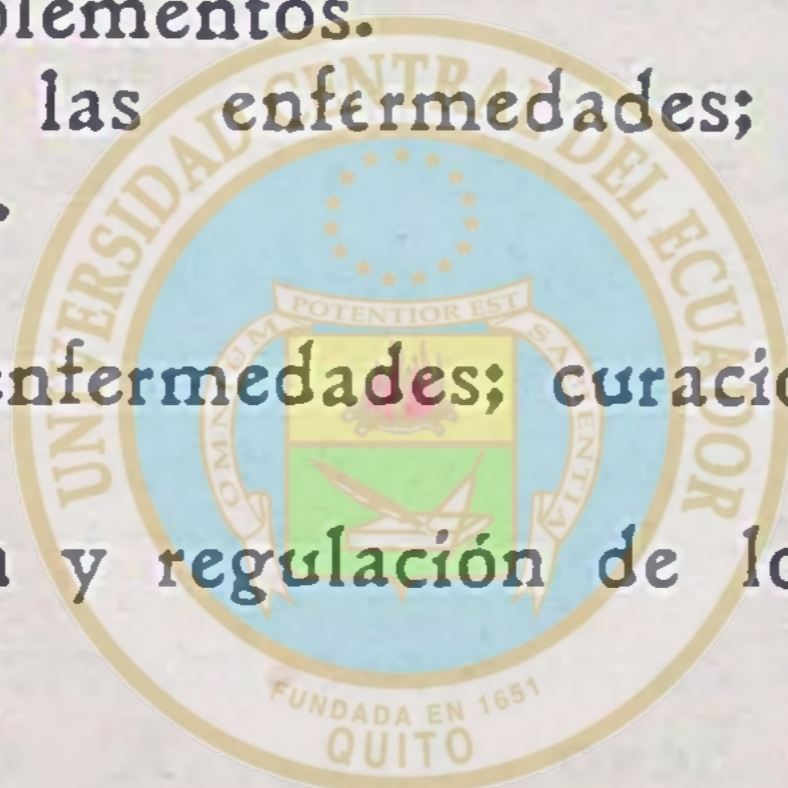 plementos.
las enfermedades;
.
enfermedades; curació
y regulación de lo
UNIVERSIDAD CENTRAL DEL ECUADOR
OMNIUM POTENTIOR EST SAPIENTIA
FUNDADA EN 1651
QUITO